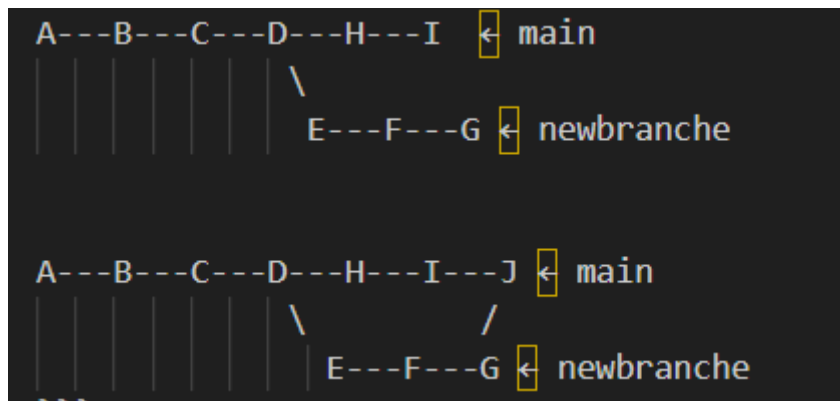 A---B---C---D---H---I  ← main
             \
              E---F---G ← newbranche
A---B---C---D---H---I---J ← main
             \         /
               E---F---G ← newbranche